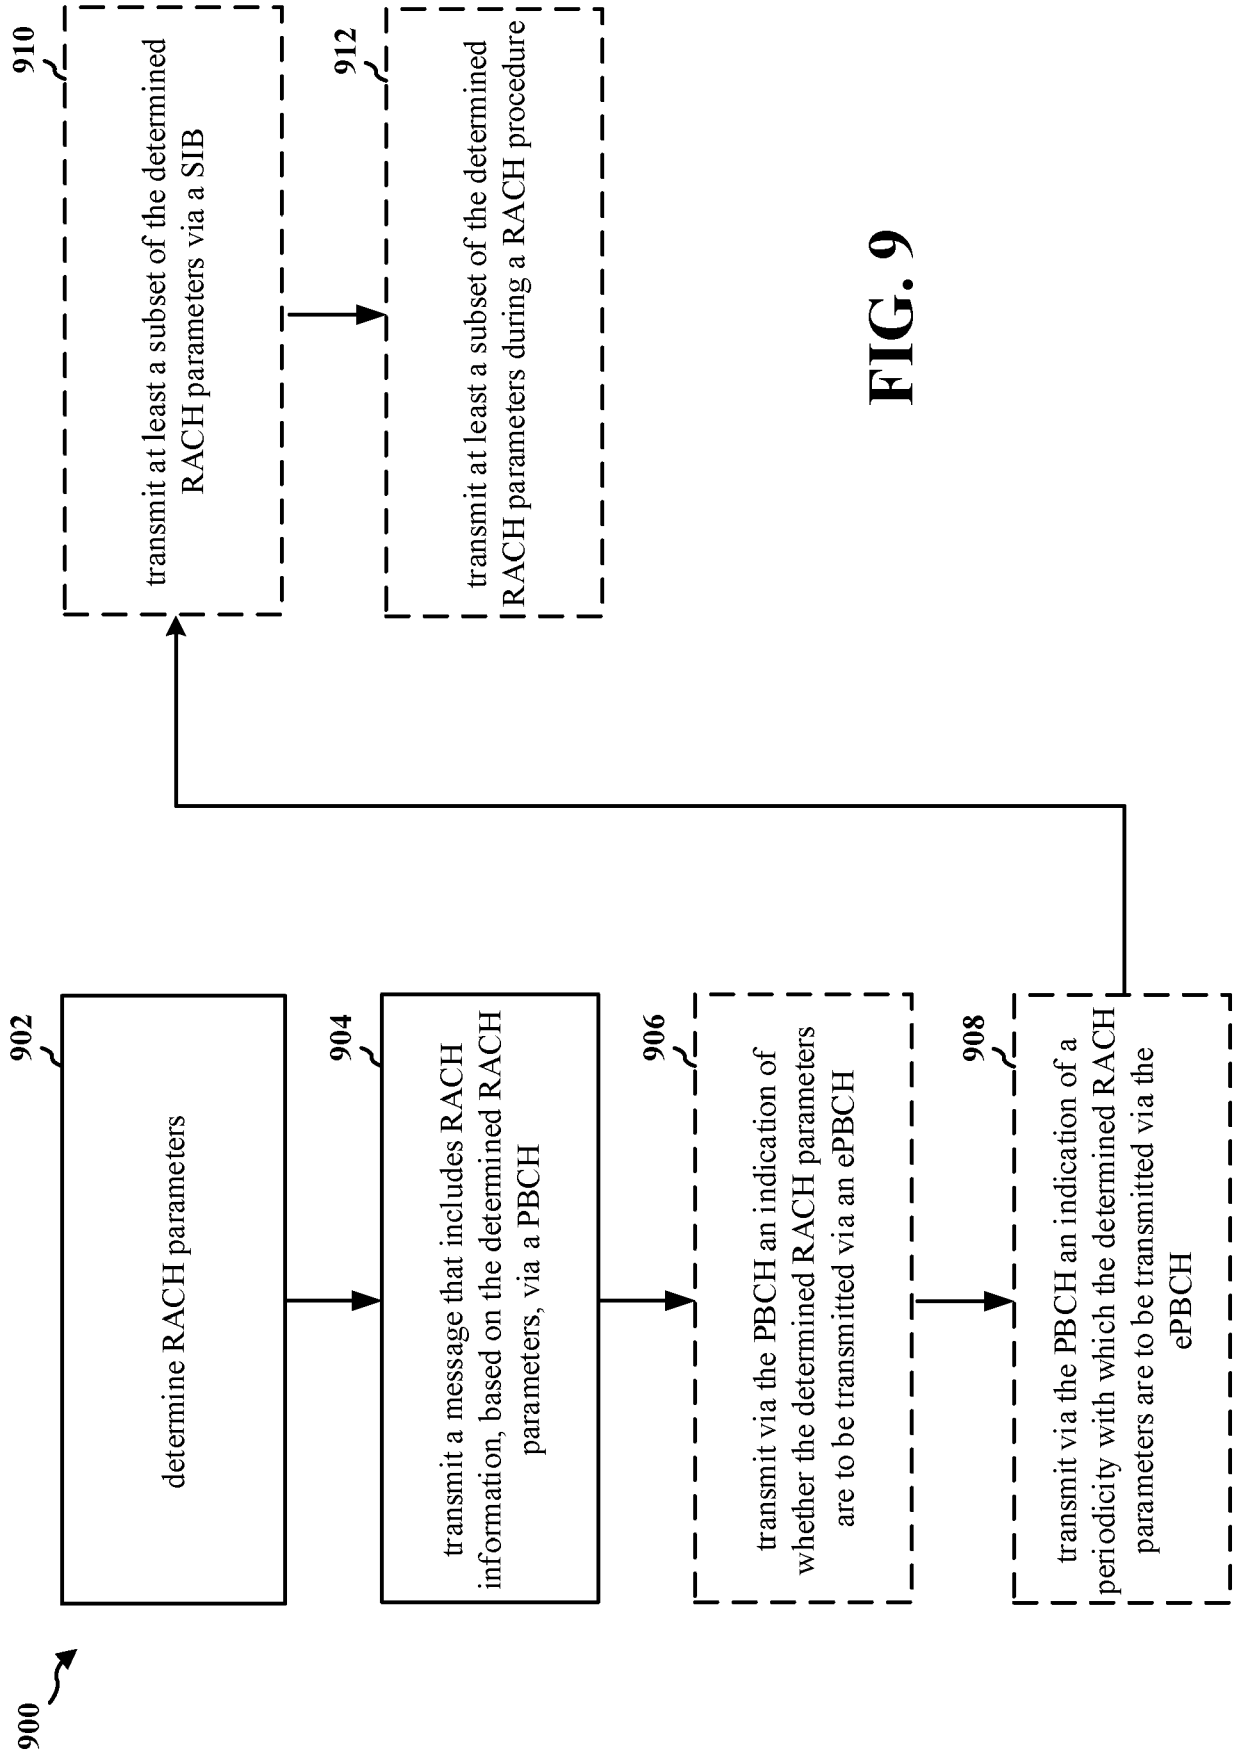 900
902
determine RACH parameters
904
transmit a message that includes RACH
information, based on the determined RACH
parameters, via a PBCH
906
transmit via the PBCH an indication of
whether the determined RACH parameters
are to be transmitted via an ePBCH
908
transmit via the PBCH an indication of a
periodicity with which the determined RACH
parameters are to be transmitted via the
ePBCH
910
transmit at least a subset of the determined
RACH parameters via a SIB
912
transmit at least a subset of the determined
RACH parameters during a RACH procedure
FIG. 9